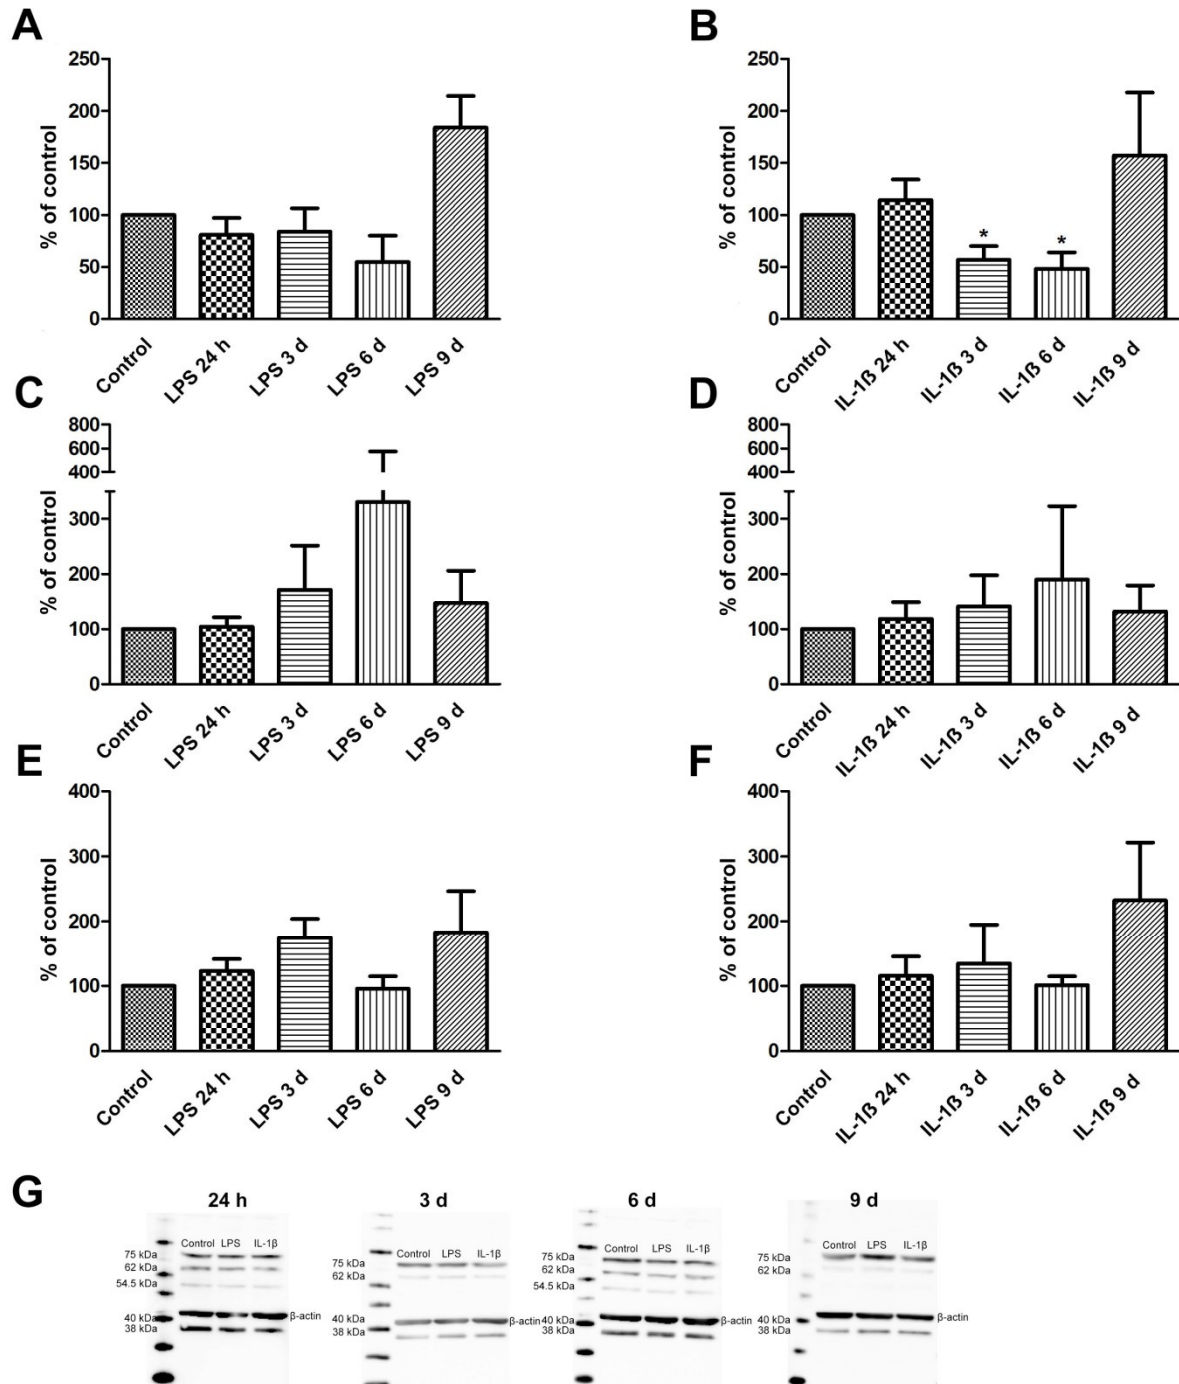 A
250
200
150
100
50
0
% of control
Control
LPS 24 h
LPS 3 d
LPS 6 d
LPS 9 d
B
250
200
150
100
50
0
% of control
*
*
Control
IL-1ß 24 h
IL-1ß 3 d
IL-1ß 6 d
IL-1ß 9 d
C
800
600
400
300
200
100
0
% of control
Control
LPS 24 h
LPS 3 d
LPS 6 d
LPS 9 d
D
800
600
400
300
200
100
0
% of control
Control
IL-1ß 24 h
IL-1ß 3 d
IL-1ß 6 d
IL-1ß 9 d
E
400
300
200
100
0
% of control
Control
LPS 24 h
LPS 3 d
LPS 6 d
LPS 9 d
F
400
300
200
100
0
% of control
Control
IL-1ß 24 h
IL-1ß 3 d
IL-1ß 6 d
IL-1ß 9 d
G
24 h
Control LPS IL-1β
75 kDa
62 kDa
54.5 kDa
40 kDa
β-actin
38 kDa
3 d
Control LPS IL-1β
75 kDa
62 kDa
40 kDa
β-actin
38 kDa
6 d
Control LPS IL-1β
75 kDa
62 kDa
54.5 kDa
40 kDa
β-actin
38 kDa
9 d
Control LPS IL-1β
75 kDa
62 kDa
40 kDa
β-actin
38 kDa